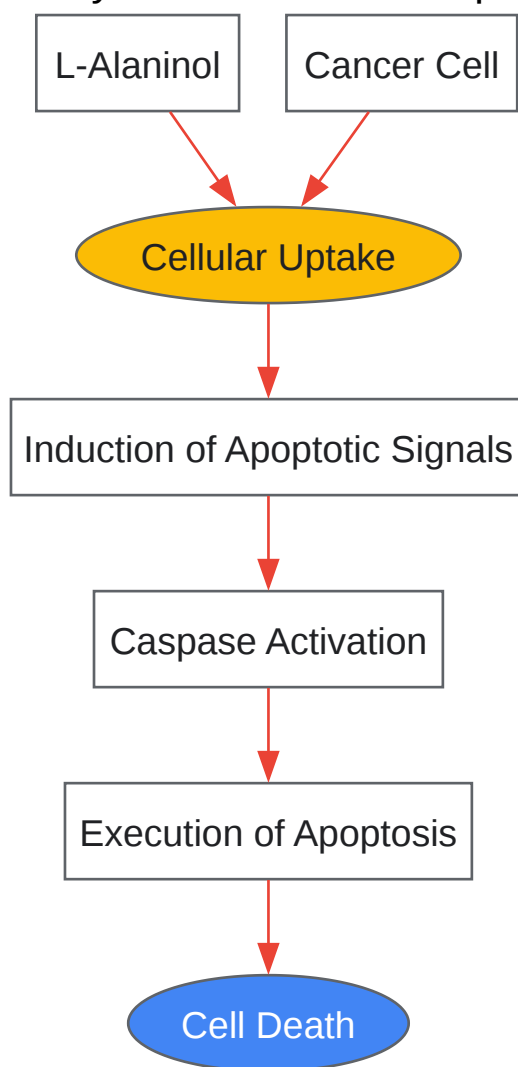 L-Alaninol
Cancer Cell
Cellular Uptake
Induction of Apoptotic Signals
Caspase Activation
Execution of Apoptosis
Cell Death